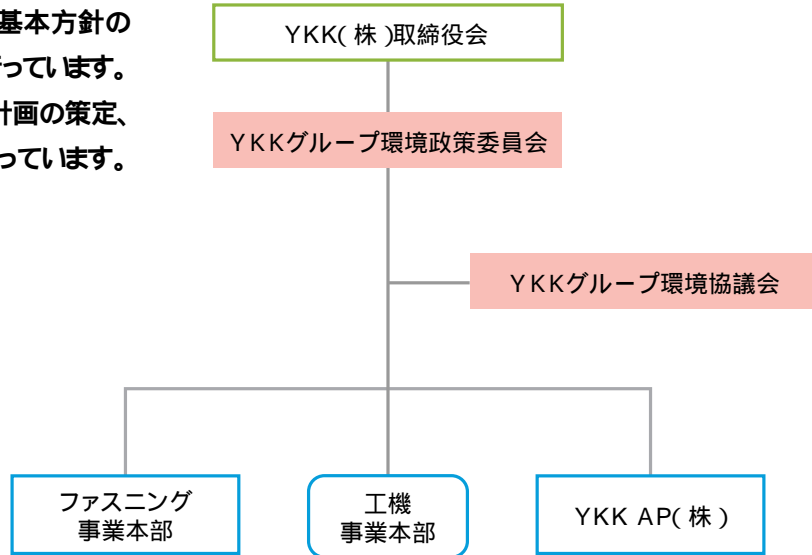 基本方針の
っています。
計画の策定、
っています。
YKK(株)取締役会
YKKグループ環境政策委員会
YKKグループ環境協議会
ファスニング
事業本部
工機
事業本部
YKK AP(株)